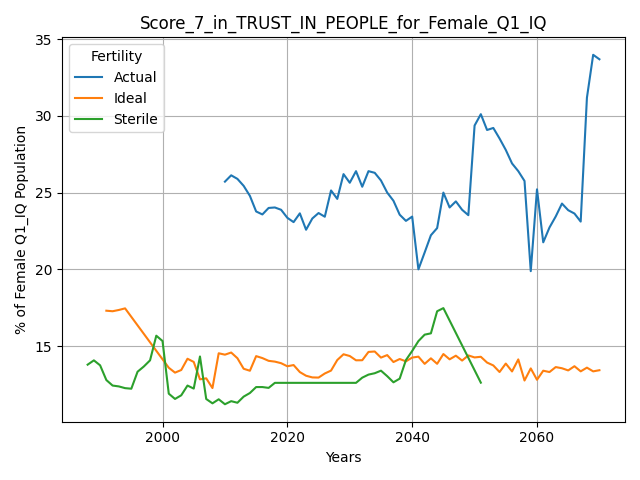 Score_7_in_TRUST_IN_PEOPLE_for_Female_Q1_IQ
35
30
25
20
15
% of Female Q1_IQ Population
Fertility
Actual
Ideal
Sterile
2000
2020
2040
2060
Years